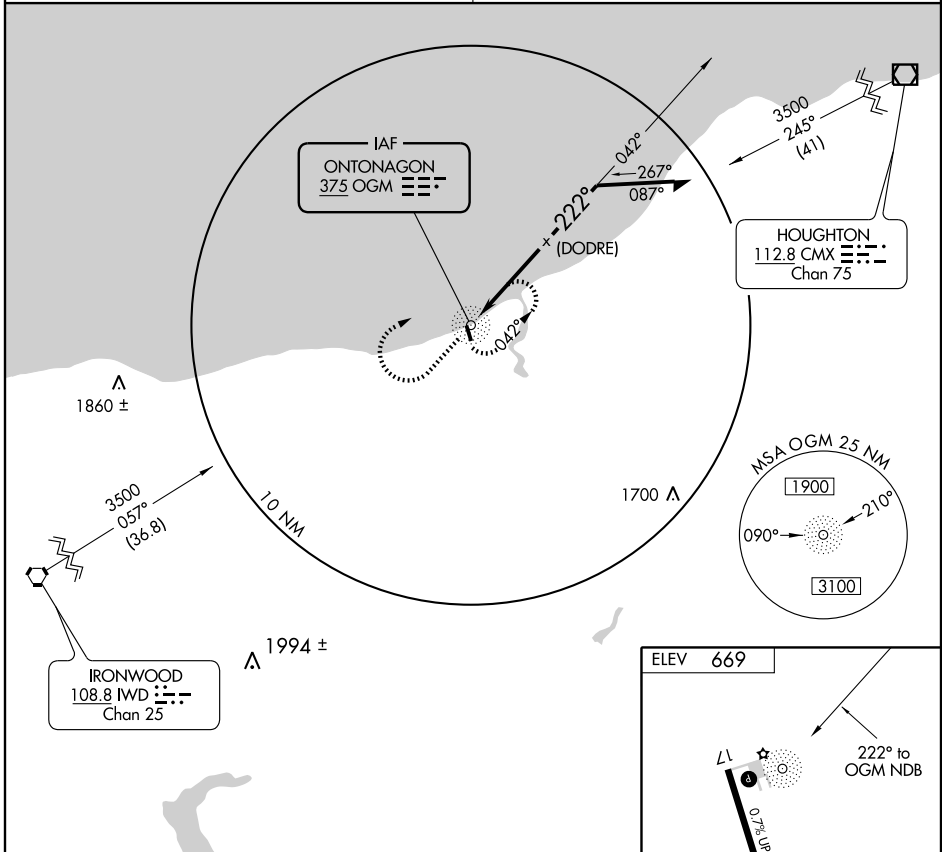 IAF
ONTONAGON
375 OGM
042°
267°
087°
222°
(DODRE)
3500
245°
(41)
HOUGHTON
112.8 CMX
Chan 75
042°
1860 ±
3500
057°
(36.8)
10 NM
1700
MSA OGM 25 NM
1900
210°
090°
3100
IRONWOOD
108.8 IWD
Chan 25
1994 ±
ELEV 669
222° to
OGM NDB
17
P
0.7% UP